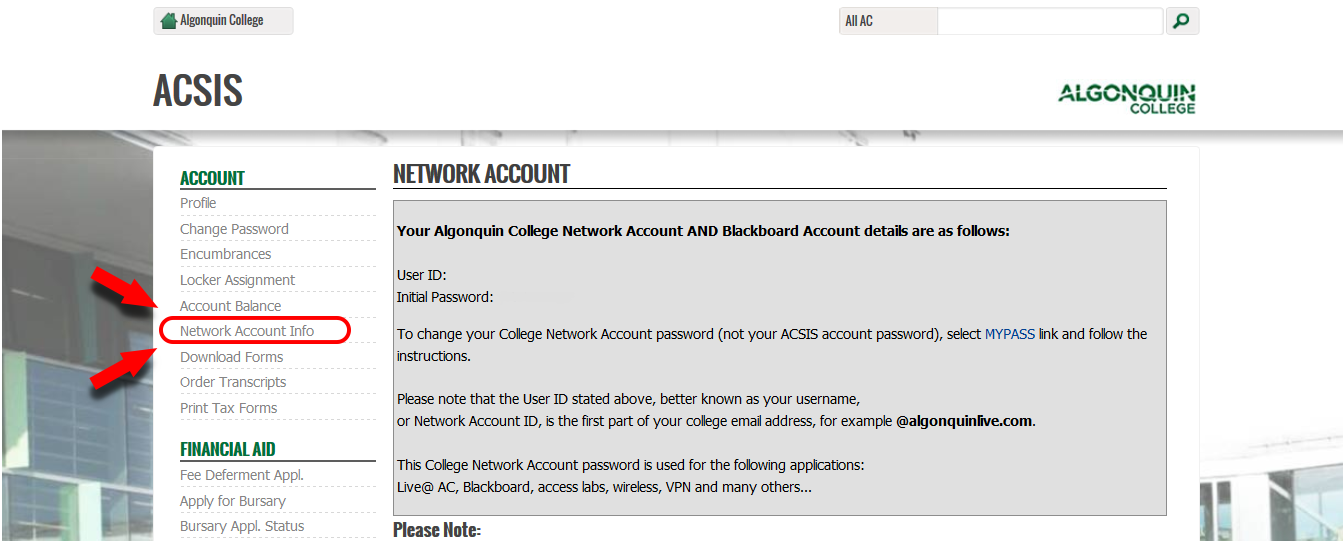 Algonquin College
All AC
ACSIS
ALGONQUIN
COLLEGE
ACCOUNT
Profile
Change Password
Encumbrances
Locker Assignment
Account Balance
Network Account Info
Download Forms
Order Transcripts
Print Tax Forms
FINANCIAL AID
Fee Deferment Appl.
Apply for Bursary
Bursary Appl. Status
NETWORK ACCOUNT
Your Algonquin College Network Account AND Blackboard Account details are as follows:
User ID:
Initial Password:
To change your College Network Account password (not your ACSIS account password), select MYPASS link and follow the
instructions.
Please note that the User ID stated above, better known as your username,
or Network Account ID, is the first part of your college email address, for example @algonquinlive.com.
This College Network Account password is used for the following applications:
Live@ AC, Blackboard, access labs, wireless, VPN and many others...
Please Note: